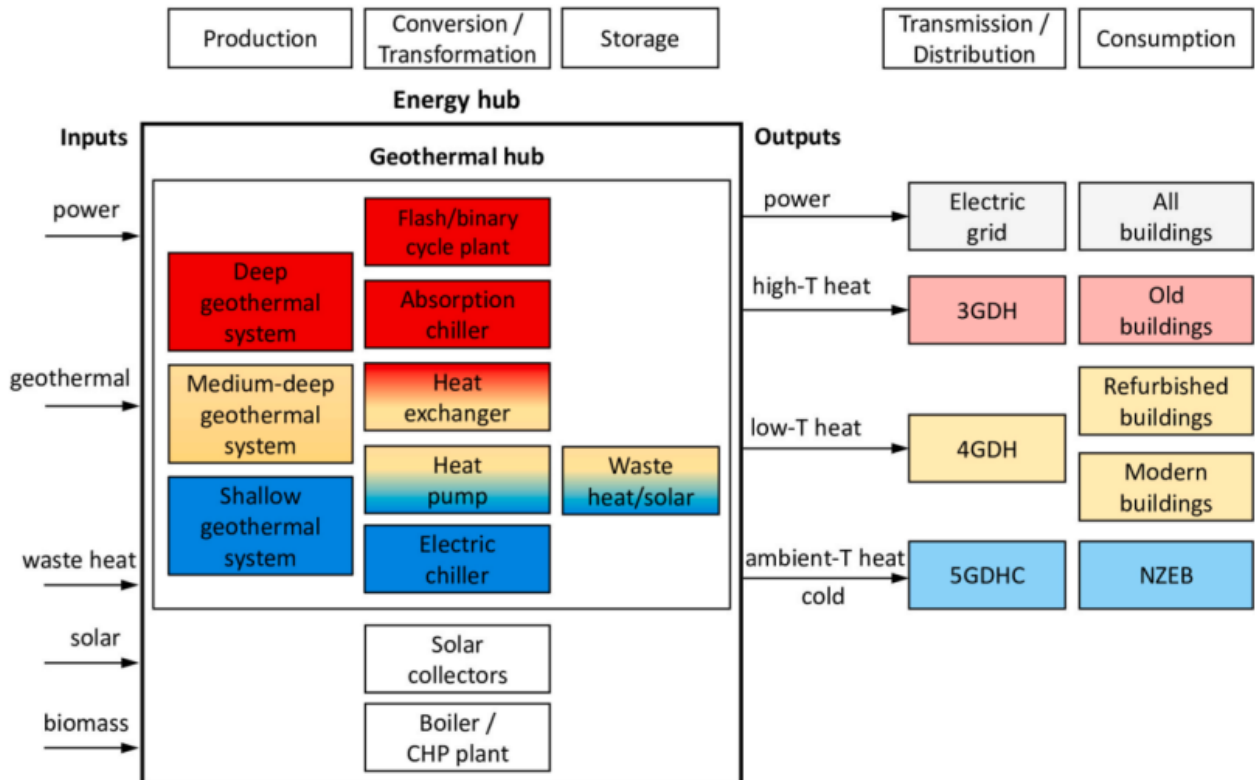 Production
Conversion /
Transformation
Storage
Transmission /
Distribution
Consumption
Energy hub
Inputs
Outputs
Geothermal hub
power
geothermal
waste heat
solar
biomass
Deep
geothermal
system
Medium-deep
geothermal
system
Shallow
geothermal
system
Flash/binary
cycle plant
Absorption
chiller
Heat
exchanger
Heat
pump
Electric
chiller
Waste
heat/solar
Solar
collectors
Boiler /
CHP plant
power
high-T heat
low-T heat
ambient-T heat
cold
Electric
grid
3GDH
4GDH
5GDHC
All
buildings
Old
buildings
Refurbished
buildings
Modern
buildings
NZEB